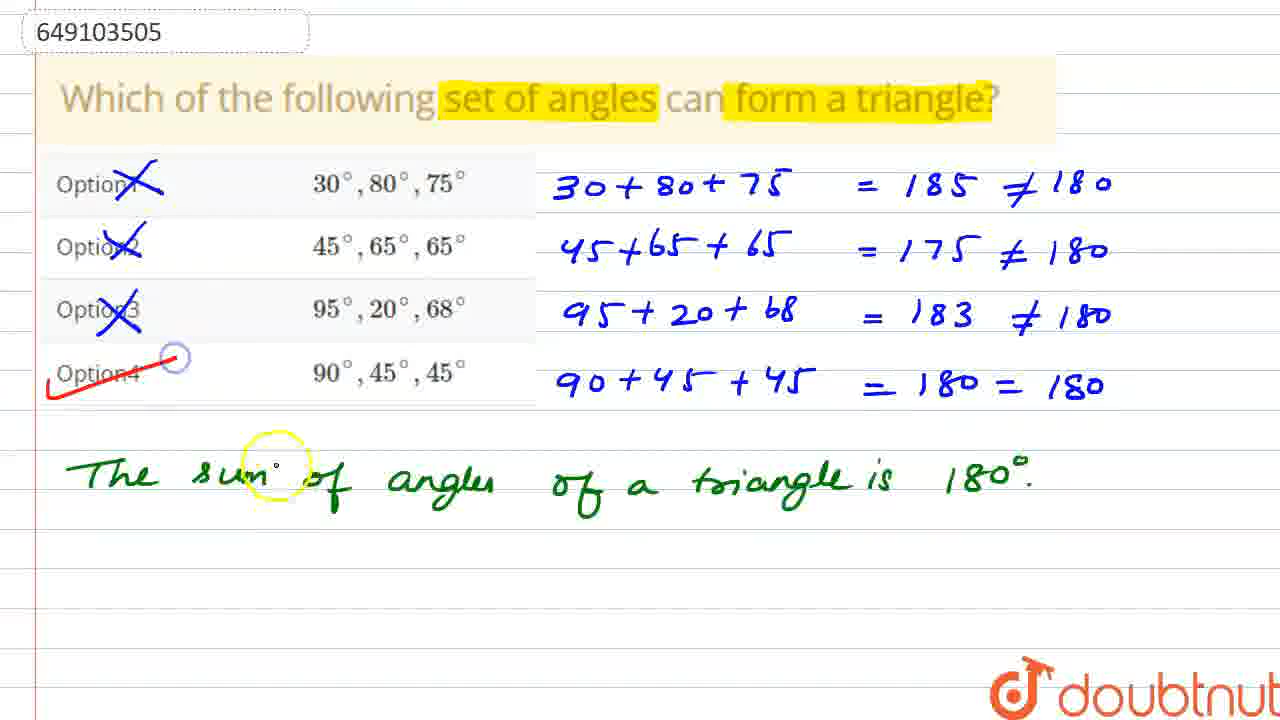 649103505
Which of the following set of angles can form a triangle?
Option1 30°, 80°, 75° 30 + 80 + 75 = 185 ≠ 180
Option2 45°, 65°, 65° 45 + 65 + 65 = 175 ≠ 180
Option3 95°, 20°, 68° 95 + 20 + 68 = 183 ≠ 180
Option4 90°, 45°, 45° 90 + 45 + 45 = 180 = 180
The sum of angles of a triangle is 180°.
doubtnut